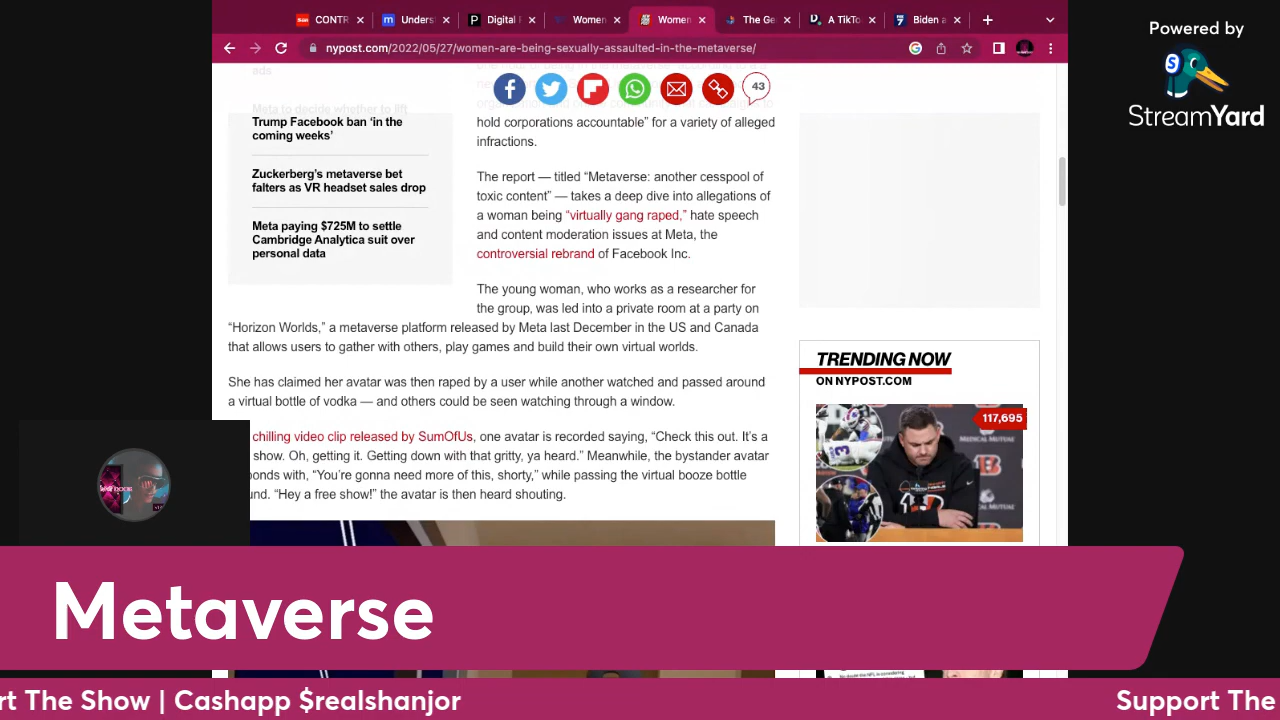 CONTR
Unders
Digital
Women
Women
The Ge
A TikTo
Biden a
nypost.com/2022/05/27/women-are-being-sexually-assaulted-in-the-metaverse/
Powered by
StreamYard
43
ads
Meta to decide whether to lift
Trump Facebook ban ‘in the
coming weeks’
Zuckerberg’s metaverse bet
falters as VR headset sales drop
Meta paying $725M to settle
Cambridge Analytica suit over
personal data
hold corporations accountable” for a variety of alleged
infractions.
The report — titled “Metaverse: another cesspool of
toxic content” — takes a deep dive into allegations of
a woman being “virtually gang raped,” hate speech
and content moderation issues at Meta, the
controversial rebrand of Facebook Inc.
The young woman, who works as a researcher for
the group, was led into a private room at a party on
“Horizon Worlds,” a metaverse platform released by Meta last December in the US and Canada
that allows users to gather with others, play games and build their own virtual worlds.
She has claimed her avatar was then raped by a user while another watched and passed around
a virtual bottle of vodka — and others could be seen watching through a window.
chilling video clip released by SumOfUs, one avatar is recorded saying, “Check this out. It’s a
show. Oh, getting it. Getting down with that gritty, ya heard.” Meanwhile, the bystander avatar
onds with, “You’re gonna need more of this, shorty,” while passing the virtual booze bottle
und. “Hey a free show!” the avatar is then heard shouting.
TRENDING NOW
ON NYPOST.COM
117,695
Metaverse
rt The Show | Cashapp $realshanjor
Support The